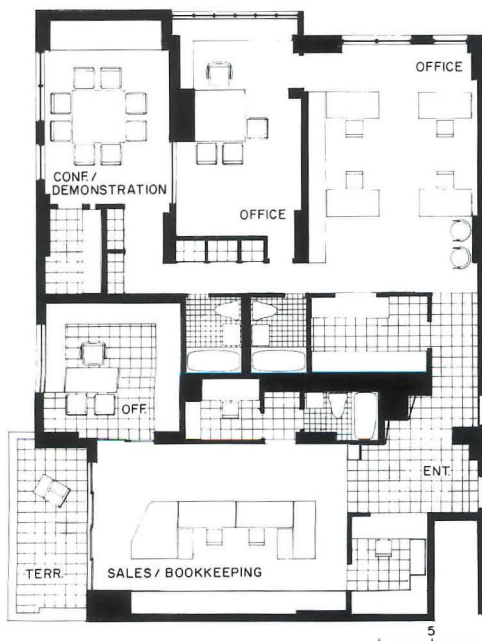 OFFICE
CONF./
DEMONSTRATION
OFFICE
OFF.
ENT.
TERR.
SALES / BOOKKEEPING
5